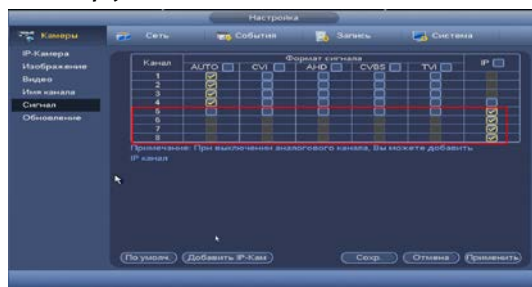 Настройка
Камеры Сеть События Запись Система
IP-Камера
Изображение
Видео
Имя канала
Сигнал
Обновление
Канал Формат сигнала IP
AUTO CVI AHD CVBS TVI
1
2
3
4
5
6
7
8
Примечание: При выключении аналогового канала, Вы можете добавить
IP канал
По умолч. Добавить IP-Кам Сохр. Отмена Применить